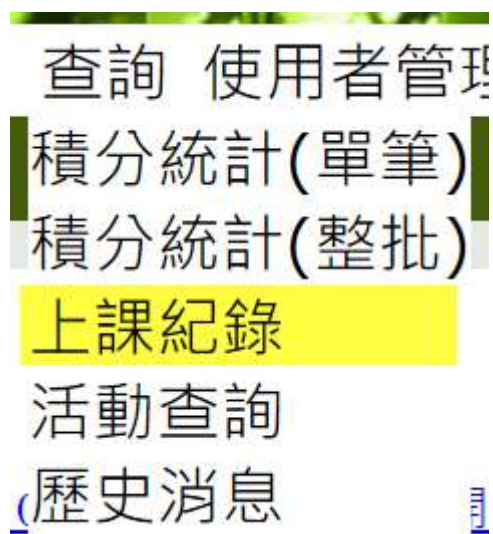 查詢 使用者管理
積分統計(單筆)
積分統計(整批)
上課紀錄
活動查詢
(歷史消息